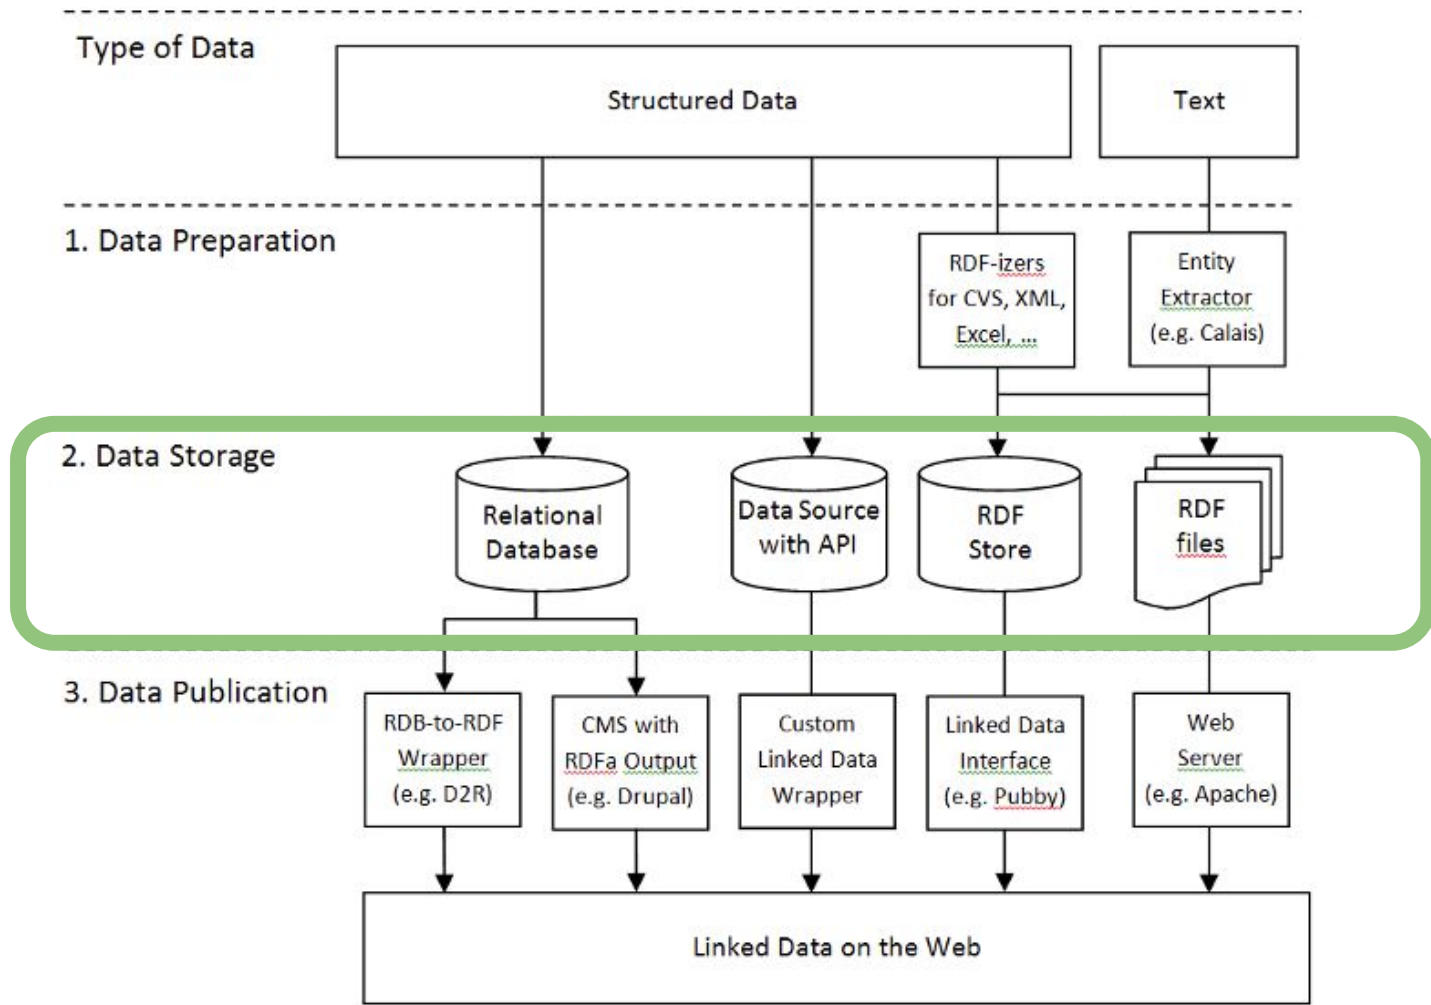 Type of Data
Structured Data
Text
1. Data Preparation
RDF-izers
for CVS, XML,
Excel, ...
Entity
Extractor
(e.g. Calais)
2. Data Storage
Relational
Database
Data Source
with API
RDF
Store
RDF
files
3. Data Publication
RDB-to-RDF
Wrapper
(e.g. D2R)
CMS with
RDFa Output
(e.g. Drupal)
Custom
Linked Data
Wrapper
Linked Data
Interface
(e.g. Pubby)
Web
Server
(e.g. Apache)
Linked Data on the Web